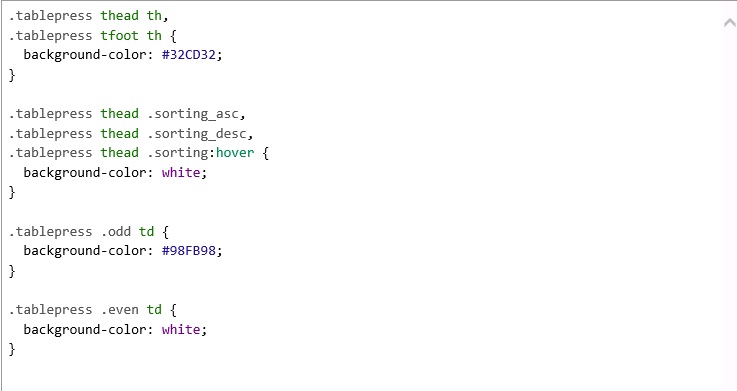 .tablepress thead th,
.tablepress tfoot th {
  background-color: #32CD32;
}

.tablepress thead .sorting_asc,
.tablepress thead .sorting_desc,
.tablepress thead .sorting:hover {
  background-color: white;
}

.tablepress .odd td {
  background-color: #98FB98;
}

.tablepress .even td {
  background-color: white;
}